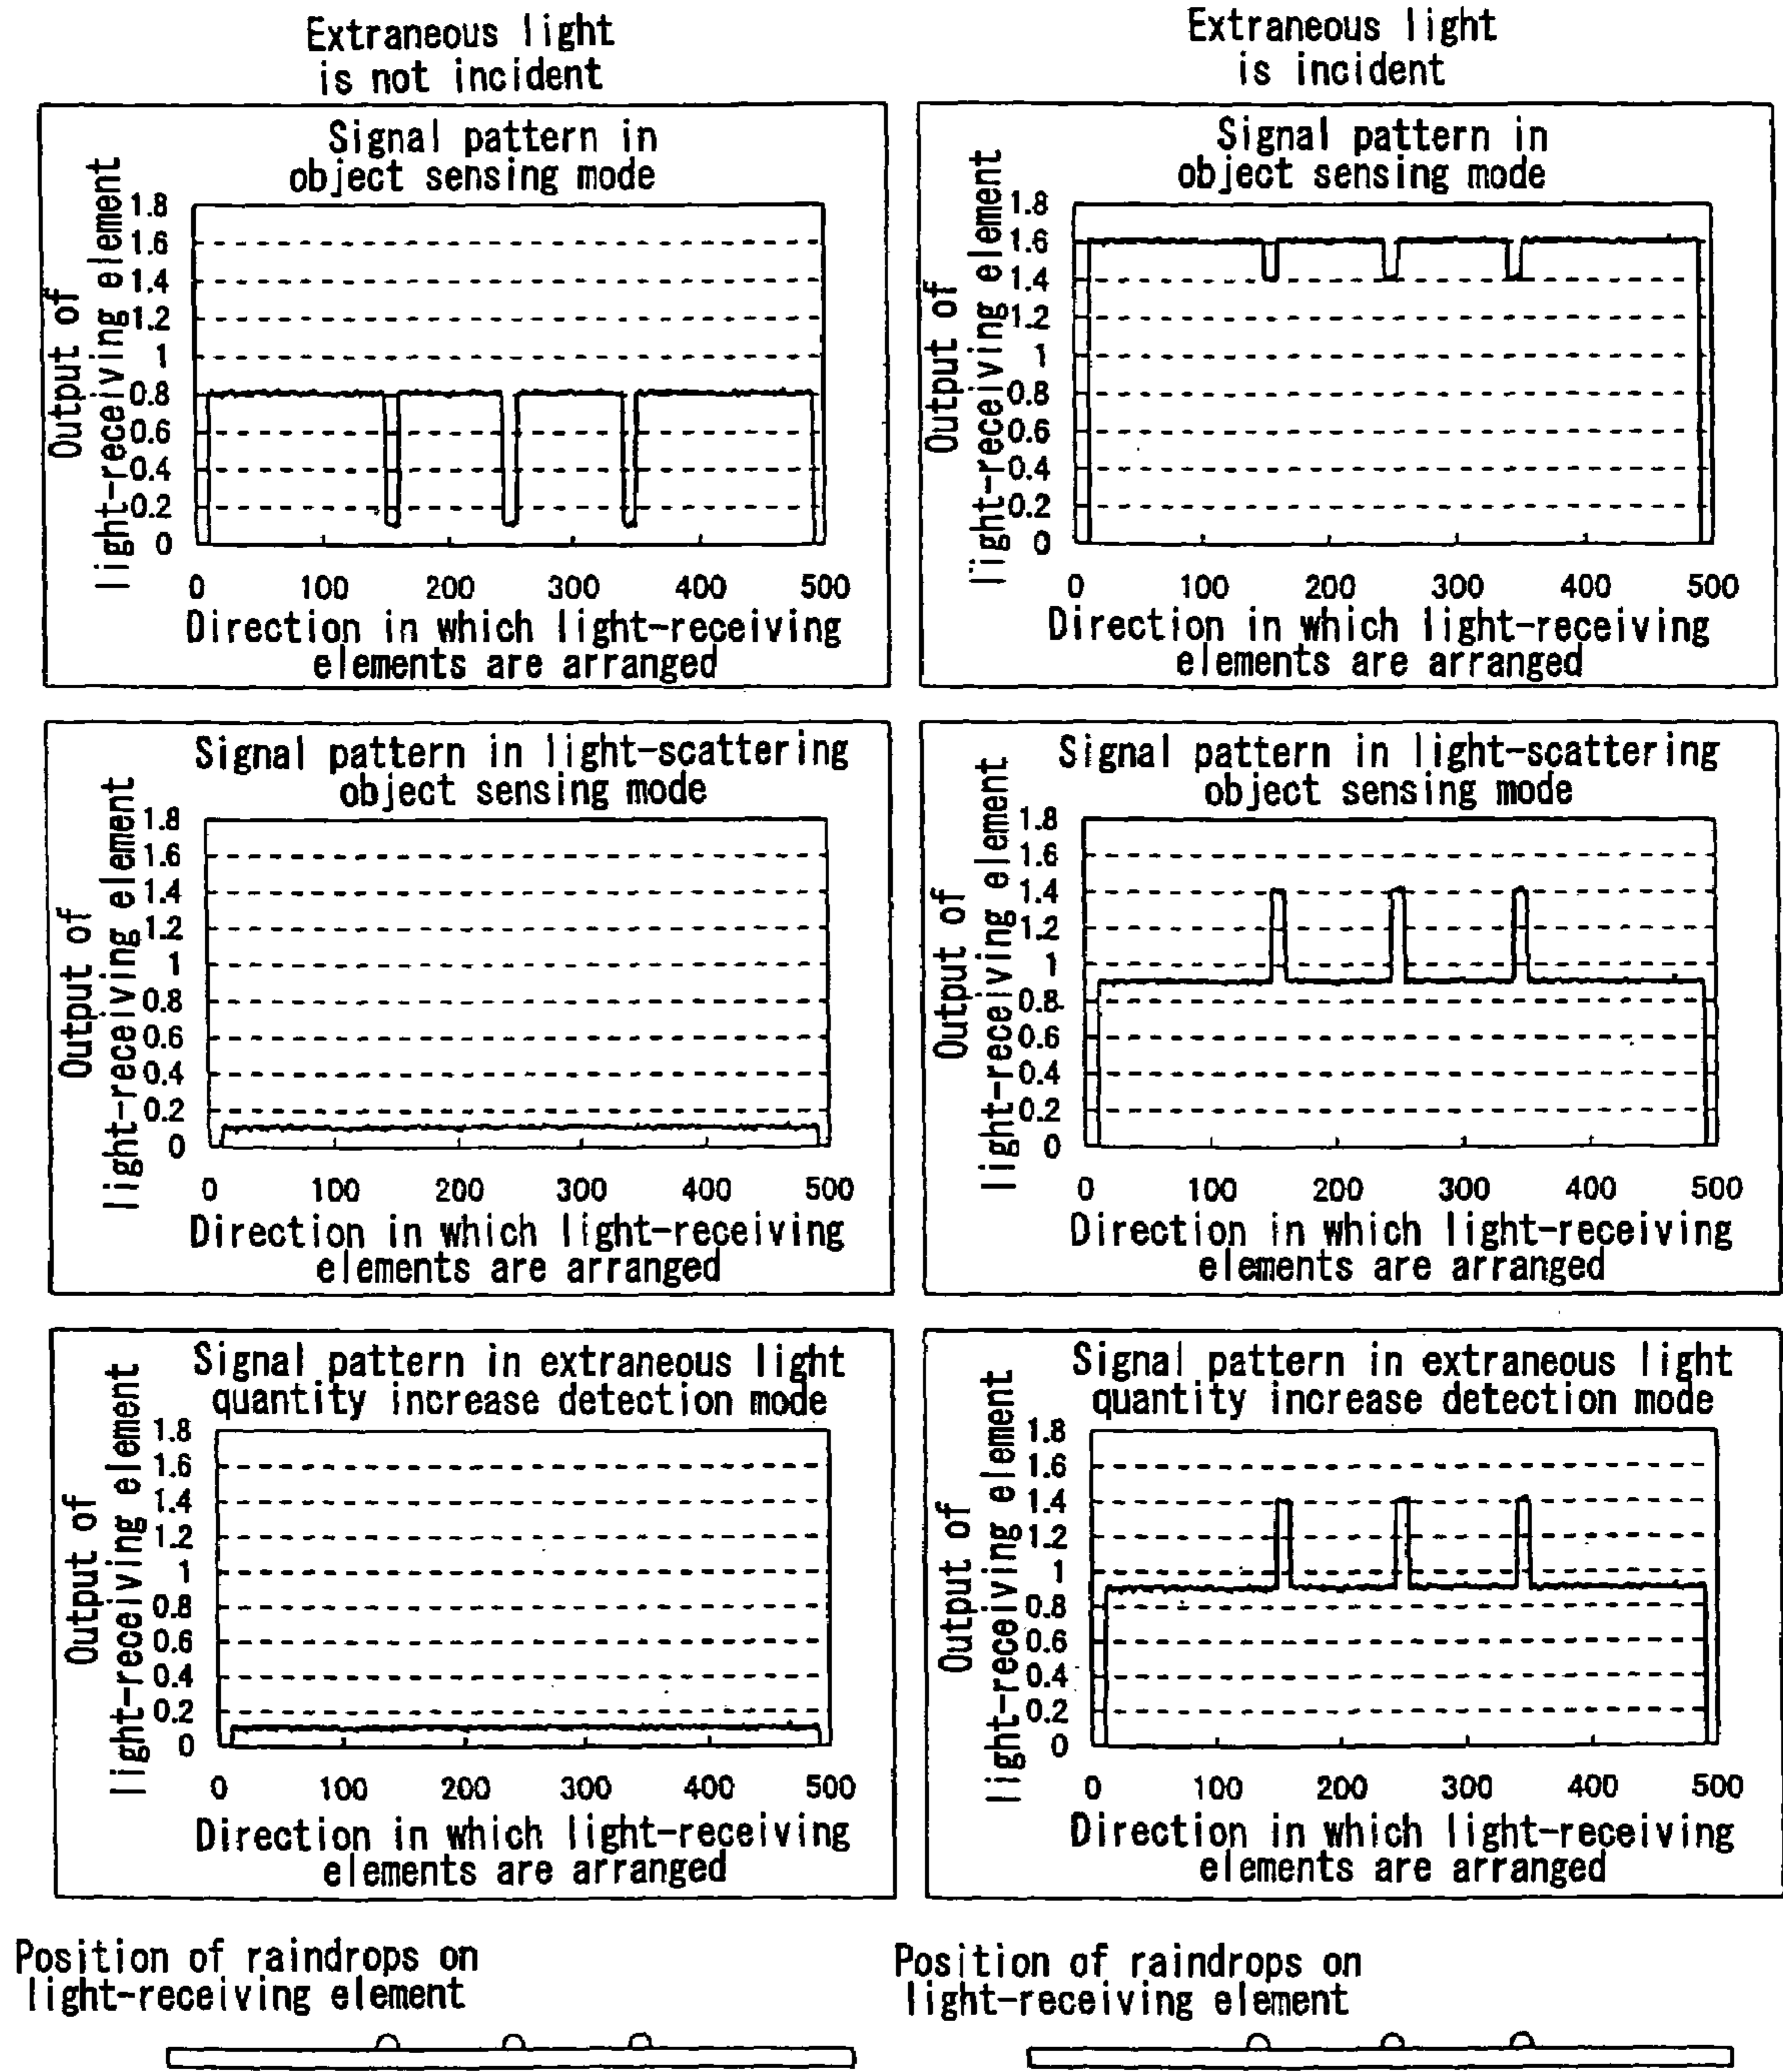 Extraneous light
is not incident
Extraneous light
is incident
Signal pattern in
object sensing mode
Output of
light-receiving element
1.8
1.6
1.4
1.2
1
0.8
0.6
0.4
0.2
0
0 100 200 300 400 500
Direction in which light-receiving
elements are arranged
Signal pattern in
object sensing mode
Output of
light-receiving element
1.8
1.6
1.4
1.2
1
0.8
0.6
0.4
0.2
0
0 100 200 300 400 500
Direction in which light-receiving
elements are arranged
Signal pattern in light-scattering
object sensing mode
Output of
light-receiving element
1.8
1.6
1.4
1.2
1
0.8
0.6
0.4
0.2
0
0 100 200 300 400 500
Direction in which light-receiving
elements are arranged
Signal pattern in light-scattering
object sensing mode
Output of
light-receiving element
1.8
1.6
1.4
1.2
1
0.8
0.6
0.4
0.2
0
0 100 200 300 400 500
Direction in which light-receiving
elements are arranged
Signal pattern in extraneous light
quantity increase detection mode
Output of
light-receiving element
1.8
1.6
1.4
1.2
1
0.8
0.6
0.4
0.2
0
0 100 200 300 400 500
Direction in which light-receiving
elements are arranged
Signal pattern in extraneous light
quantity increase detection mode
Output of
light-receiving element
1.8
1.6
1.4
1.2
1
0.8
0.6
0.4
0.2
0
0 100 200 300 400 500
Direction in which light-receiving
elements are arranged
Position of raindrops on
light-receiving element
Position of raindrops on
light-receiving element